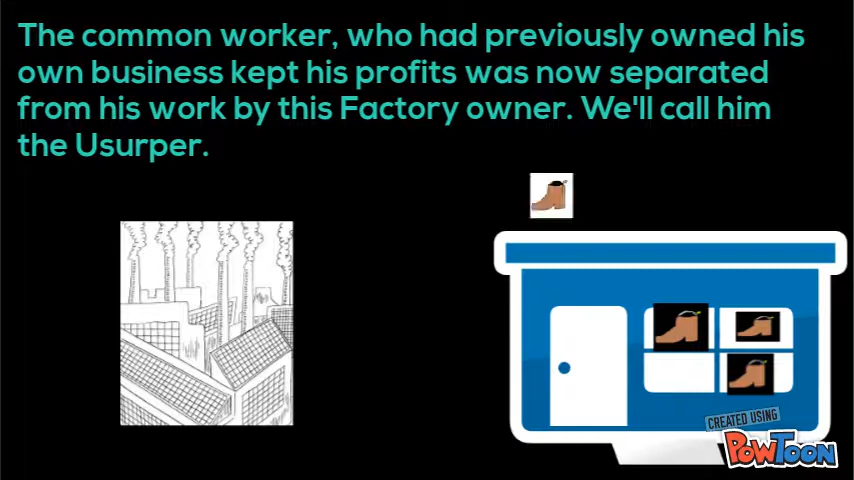 The common worker, who had previously owned his
own business kept his profits was now separated
from his work by this Factory owner. We'll call him
the Usurper.
CREATED USING
POWTOON